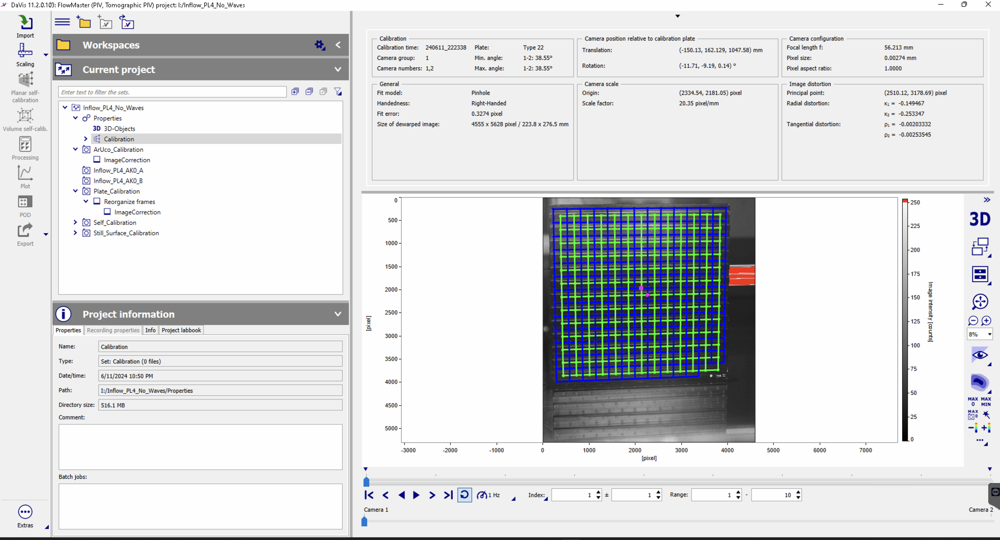 DaVis 11.2.0.103: FlowMaster (PIV, Tomographic PIV) project: I:/Inflow_PL4_No_Waves
Import
Scaling
Planar self-
calibration
Volume self-calib.
Processing
Plot
POD
Export
Extras
Workspaces
Current project
Enter text to filter the sets.
Inflow_PL4_No_Waves
Properties
3D 3D-Objects
Calibration
ArUco_Calibration
ImageCorrection
Inflow_PL4_AK0_A
Inflow_PL4_AK0_B
Plate_Calibration
Reorganize frames
ImageCorrection
Self_Calibration
Still_Surface_Calibration
Project information
Properties Recording properties Info Project labbook
Name: Calibration
Type: Set: Calibration (0 files)
Date/time: 6/11/2024 10:50 PM
Path: I:/Inflow_PL4_No_Waves/Properties
Directory size: 516.1 MB
Comment:
Batch jobs:
Calibration
Calibration time: 240611_222338 Plate: Type 22
Camera group: 1 Min. angle: 1-2: 38.55°
Camera numbers: 1,2 Max. angle: 1-2: 38.55°
Camera position relative to calibration plate
Translation: (-150.13, 162.129, 1047.58) mm
Rotation: (-11.71, -9.19, 0.14) °
Camera configuration
Focal length f: 56.213 mm
Pixel size: 0.00274 mm
Pixel aspect ratio: 1.0000
General
Fit model: Pinhole
Handedness: Right-Handed
Fit error: 0.3274 pixel
Size of dewarped image: 4555 x 5628 pixel / 223.8 x 276.5 mm
Camera scale
Origin: (2334.54, 2181.05) pixel
Scale factor: 20.35 pixel/mm
Image distortion
Principal point: (2510.12, 3178.69) pixel
Radial distortion: κ₁ = -0.149467
κ₂ = -0.253347
Tangential distortion: ρ₁ = -0.00203332
ρ₂ = -0.00253545
0
500
1000
1500
2000
2500
3000
3500
4000
4500
5000
[pixel]
-3000 -2000 -1000 0 1000 2000 3000 4000 5000 6000 7000
[pixel]
250
225
200
175
150
125
100
75
50
25
0
Image intensity [counts]
3D
8%
MAX 0 MAX MIN
MAX 0
1 Hz
Index: 1 ± 1 Range: 1 - 10
Camera 1 Camera 2